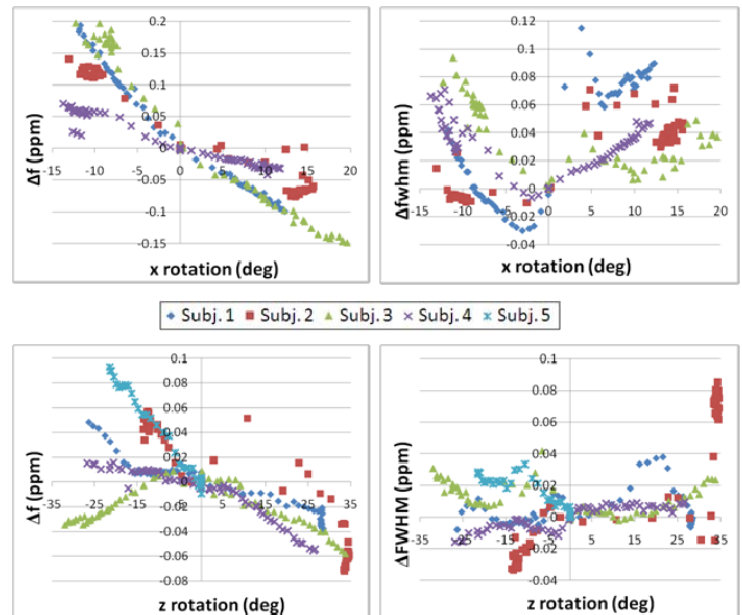 0.2
0.15
0.1
0.05
0
-0.05
-0.1
-0.15
-15 -10 -5 0 5 10 15 20
Δf (ppm)
x rotation (deg)
0.12
0.1
0.08
0.06
0.04
0.02
0
-0.02
-0.04
-15 -10 -5 0 5 10 15 20
Δfwhm (ppm)
x rotation (deg)
Subj. 1 Subj. 2 Subj. 3 Subj. 4 Subj. 5
0.1
0.08
0.06
0.04
0.02
0
-0.02
-0.04
-0.06
-0.08
-35 -25 -15 -5 5 15 25 35
Δf (ppm)
z rotation (deg)
0.1
0.08
0.06
0.04
0.02
0
-0.02
-0.04
-35 -25 -15 -5 5 15 25 35
ΔFWHM (ppm)
z rotation (deg)